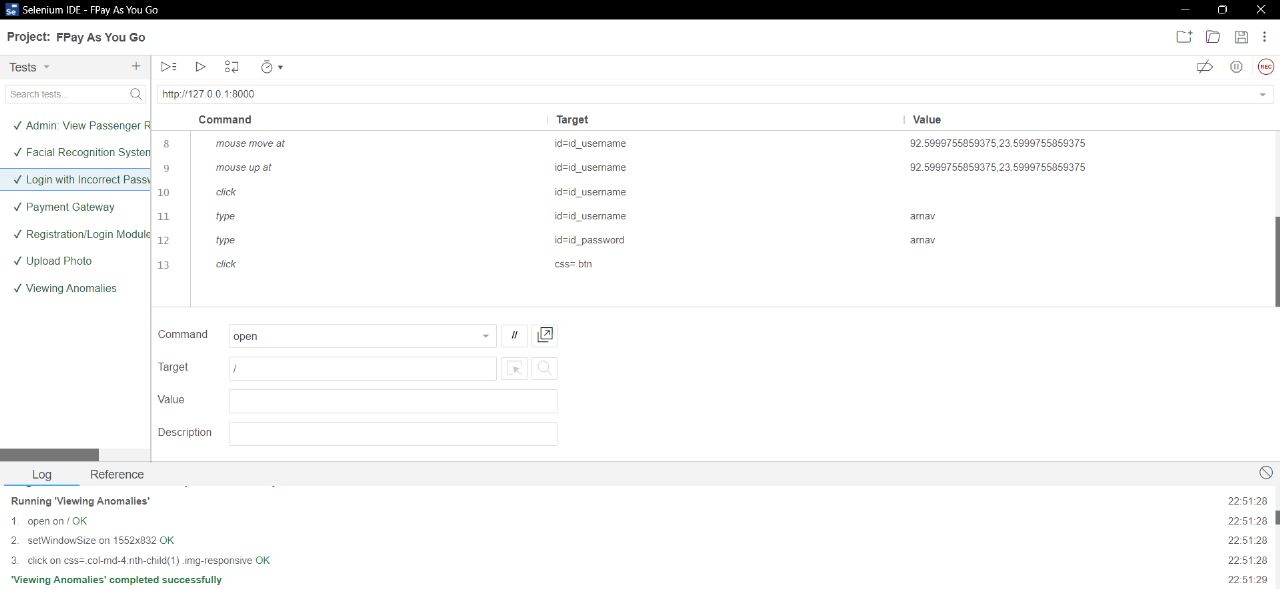 Selenium IDE - FPay As You Go
Project: FPay As You Go
Tests
Search tests...
✓ Admin: View Passenger R
✓ Facial Recognition System
✓ Login with Incorrect Passw
✓ Payment Gateway
✓ Registration/Login Module
✓ Upload Photo
✓ Viewing Anomalies
REC
http://127.0.0.1:8000
Command Target Value
8 mouse move at id=id_username 92.5999755859375,23.5999755859375
9 mouse up at id=id_username 92.5999755859375,23.5999755859375
10 click id=id_username
11 type id=id_username arnav
12 type id=id_password arnav
13 click css=.btn
Command open //
Target /
Value
Description
Log Reference
Running 'Viewing Anomalies' 22:51:28
1. open on / OK 22:51:28
2. setWindowSize on 1552x832 OK 22:51:28
3. click on css=.col-md-4:nth-child(1) .img-responsive OK 22:51:28
'Viewing Anomalies' completed successfully 22:51:29